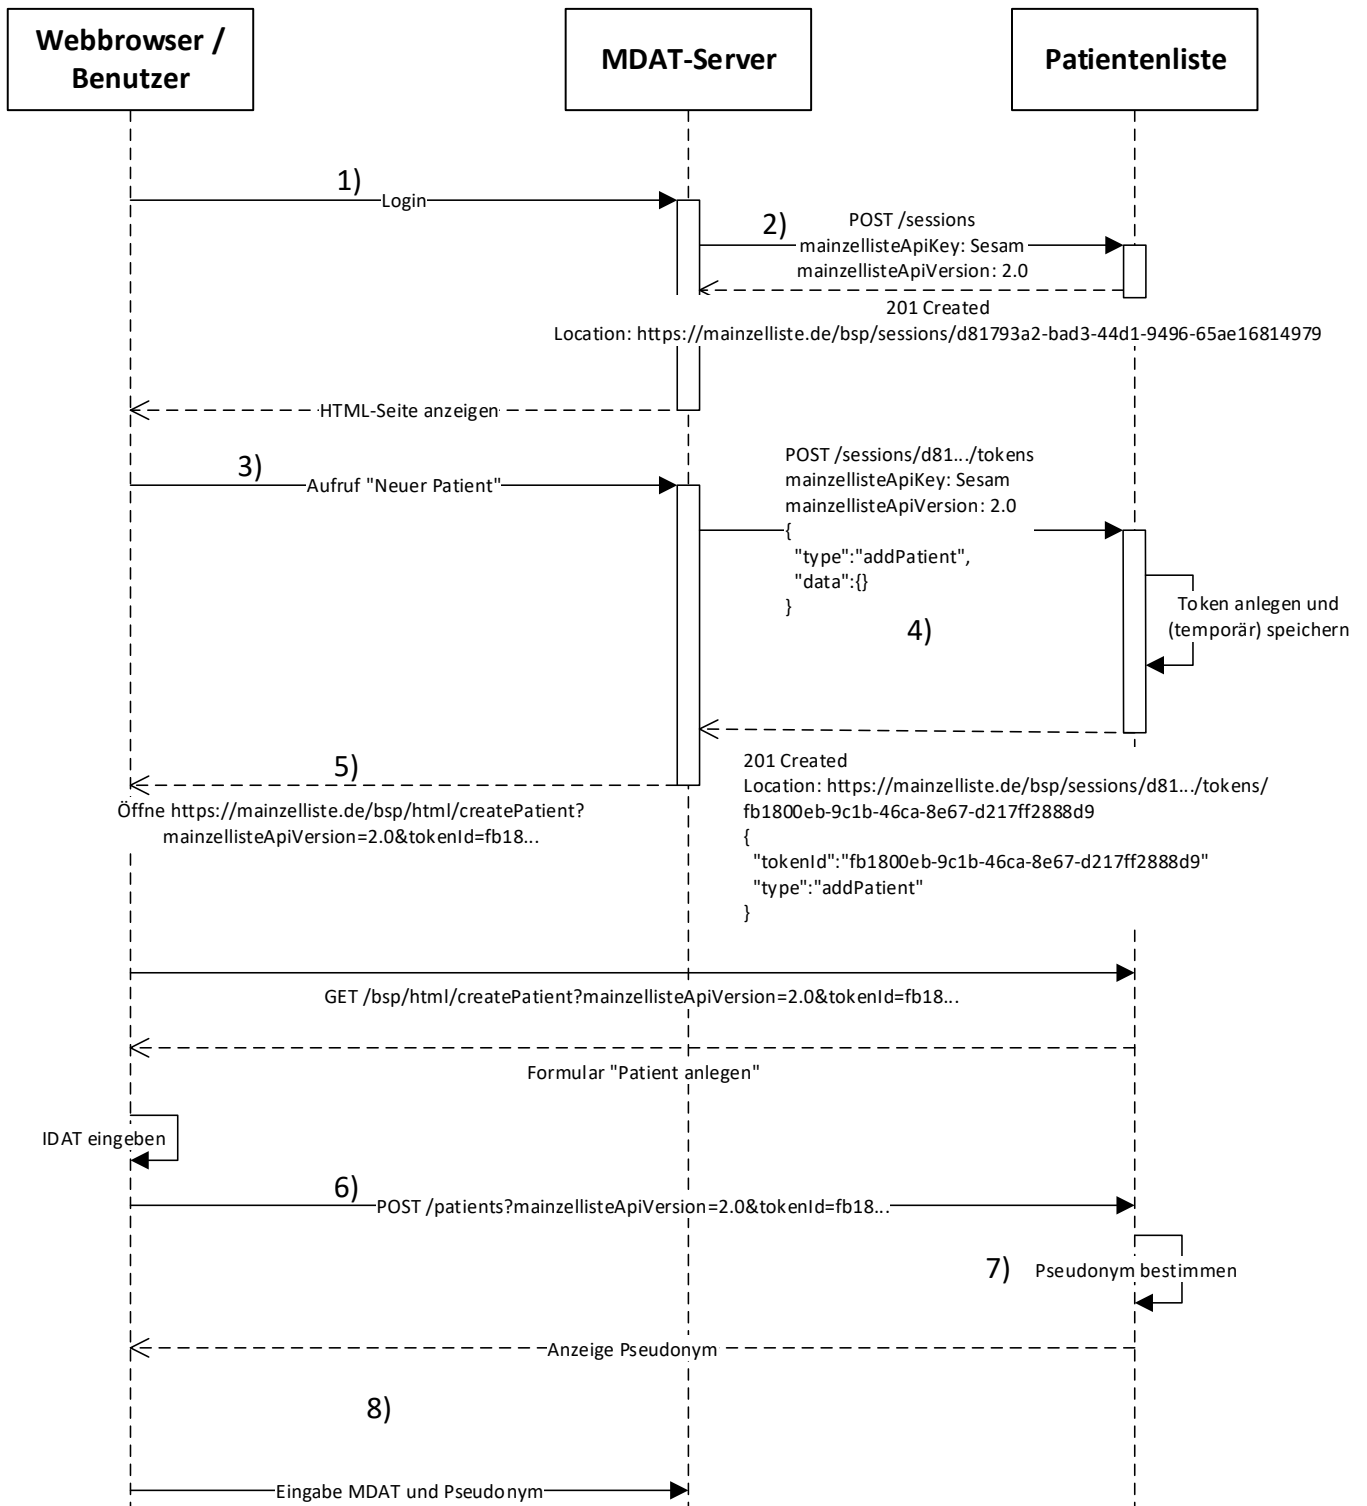 Webbrowser /
Benutzer
MDAT-Server
Patientenliste
1)
Login
2)
POST /sessions
mainzellisteApiKey: Sesam
mainzellisteApiVersion: 2.0
201 Created
Location: https://mainzelliste.de/bsp/sessions/d81793a2-bad3-44d1-9496-65ae16814979
HTML-Seite anzeigen
3)
Aufruf "Neuer Patient"
POST /sessions/d81.../tokens
mainzellisteApiKey: Sesam
mainzellisteApiVersion: 2.0
{
"type":"addPatient",
"data":{}
}
4)
Token anlegen und
(temporär) speichern
5)
Öffne https://mainzelliste.de/bsp/html/createPatient?
mainzellisteApiVersion=2.0&tokenId=fb18...
201 Created
Location: https://mainzelliste.de/bsp/sessions/d81.../tokens/
fb1800eb-9c1b-46ca-8e67-d217ff2888d9
{
"tokenId":"fb1800eb-9c1b-46ca-8e67-d217ff2888d9"
"type":"addPatient"
}
GET /bsp/html/createPatient?mainzellisteApiVersion=2.0&tokenId=fb18...
Formular "Patient anlegen"
IDAT eingeben
6)
POST /patients?mainzellisteApiVersion=2.0&tokenId=fb18...
7)
Pseudonym bestimmen
Anzeige Pseudonym
8)
Eingabe MDAT und Pseudonym